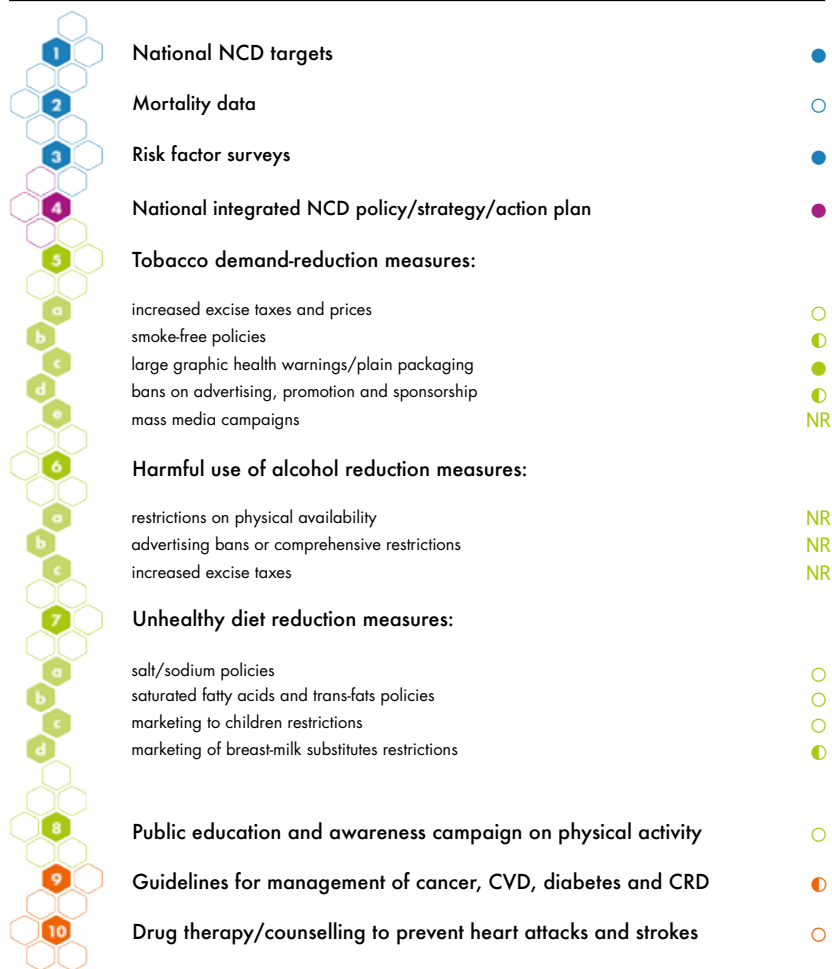 1 National NCD targets ●
2 Mortality data ○
3 Risk factor surveys ●
4 National integrated NCD policy/strategy/action plan ●
5 Tobacco demand-reduction measures:
a increased excise taxes and prices ○
b smoke-free policies ◐
c large graphic health warnings/plain packaging ●
d bans on advertising, promotion and sponsorship ◐
e mass media campaigns NR
6 Harmful use of alcohol reduction measures:
a restrictions on physical availability NR
b advertising bans or comprehensive restrictions NR
c increased excise taxes NR
7 Unhealthy diet reduction measures:
a salt/sodium policies ○
b saturated fatty acids and trans-fats policies ○
c marketing to children restrictions ○
d marketing of breast-milk substitutes restrictions ◐
8 Public education and awareness campaign on physical activity ○
9 Guidelines for management of cancer, CVD, diabetes and CRD ◐
10 Drug therapy/counselling to prevent heart attacks and strokes ○